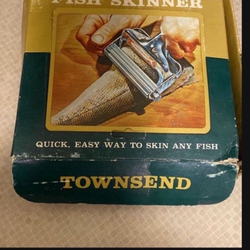 FISH SKINNER
QUICK, EASY WAY TO SKIN ANY FISH
TOWNSEND